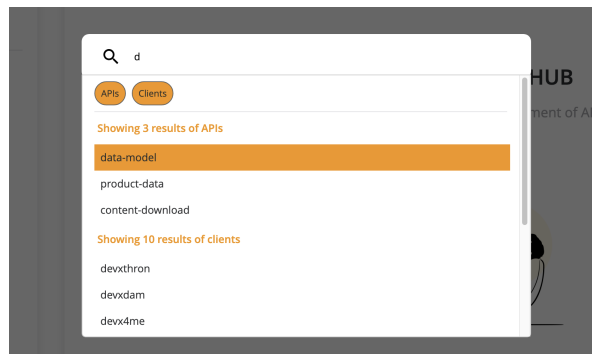 d
HUB
APIs Clients
ment of
Showing 3 results of APIs
data-model
product-data
content-download
Showing 10 results of clients
devxthron
devxdam
devx4me